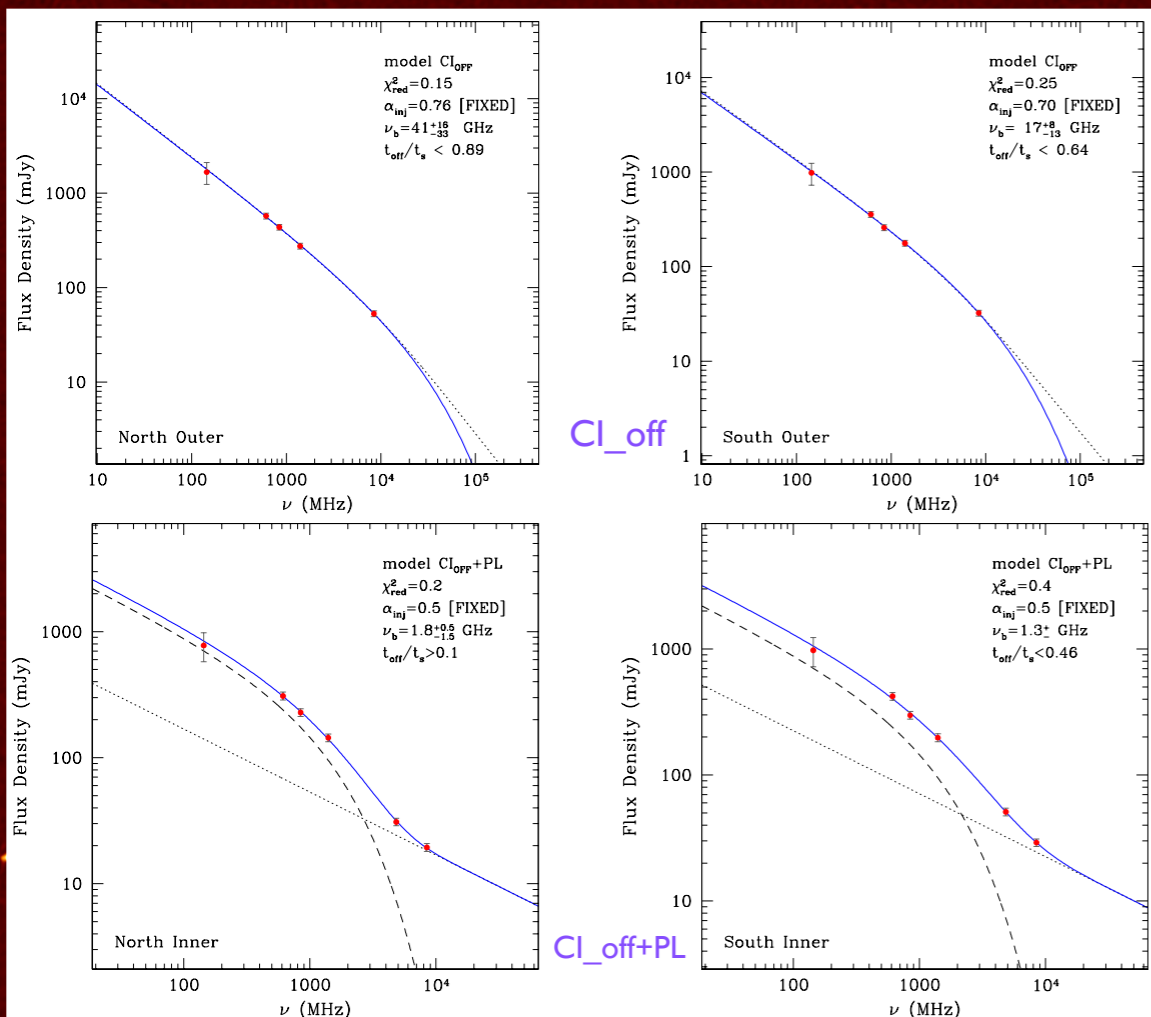 model CI_OFF
χ²_red=0.15
α_inj=0.76 [FIXED]
ν_b=41⁺¹⁶₋₃₃ GHz
t_off/t_s < 0.89
10⁴
1000
100
10
Flux Density (mJy)
North Outer
10 100 1000 10⁴ 10⁵
ν (MHz)
model CI_OFF
χ²_red=0.25
α_inj=0.70 [FIXED]
ν_b= 17⁺⁸₋₁₃ GHz
t_off/t_s < 0.64
10⁴
1000
100
10
1
Flux Density (mJy)
South Outer
10 100 1000 10⁴ 10⁵
ν (MHz)
CI_off
model CI_OFF+PL
χ²_red=0.2
α_inj=0.5 [FIXED]
ν_b=1.8⁺⁰·⁵₋₁.₅ GHz
t_off/t_s>0.1
1000
100
10
Flux Density (mJy)
North Inner
100 1000 10⁴
ν (MHz)
model CI_OFF+PL
χ²_red=0.4
α_inj=0.5 [FIXED]
ν_b=1.3⁺₋ GHz
t_off/t_s<0.46
1000
100
10
Flux Density (mJy)
South Inner
100 1000 10⁴
ν (MHz)
CI_off+PL